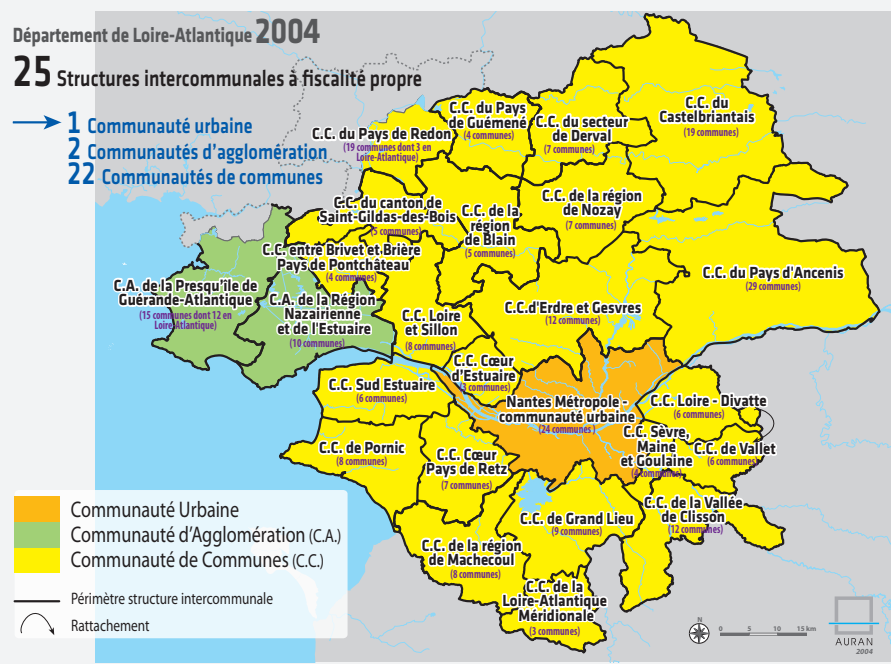 Département de Loire-Atlantique 2004
25 Structures intercommunales à fiscalité propre
1 Communauté urbaine
2 Communautés d'agglomération
22 Communautés de communes
C.C. du Pays de Redon
(19 communes dont 3 en
Loire-Atlantique)
C.C. du Pays
de Guémené
(4 communes)
C.C. du secteur
de Derval
(7 communes)
C.C. du
Castelbriantais
(19 communes)
C.C. du canton de
Saint-Gildas-des-Bois
(5 communes)
C.C. de la
région
de Blain
(5 communes)
C.C. de la région
de Nozay
(7 communes)
C.C. entre Brivet et Brière
Pays de Pontchâteau
(4 communes)
C.A. de la Presqu'île de
Guérande-Atlantique
(15 communes dont 12 en
Loire-Atlantique)
C.A. de la Région
Nazairienne
et de l'Estuaire
(10 communes)
C.C. Loire
et Sillon
(8 communes)
C.C.d'Erdre et Gesvres
(12 communes)
C.C. du Pays d'Ancenis
(29 communes)
C.C. Cœur
d'Estuaire
(3 communes)
C.C. Sud Estuaire
(6 communes)
Nantes Métropole -
communauté urbaine
(24 communes )
C.C. Loire - Divatte
(6 communes)
C.C. de Pornic
(8 communes)
C.C. Cœur
Pays de Retz
(7 communes)
C.C. Sèvre,
Maine
et Goulaine
(4 communes)
C.C. de Vallet
(6 communes)
C.C. de Grand Lieu
(9 communes)
C.C. de la Vallée
de Clisson
(12 communes)
C.C. de la région
de Machecoul
(8 communes)
C.C. de la
Loire-Atlantique
Méridionale
(3 communes)
Communauté Urbaine
Communauté d'Agglomération (C.A.)
Communauté de Communes (C.C.)
Périmètre structure intercommunale
Rattachement
N
0 5 10 15 km
AURAN
2004